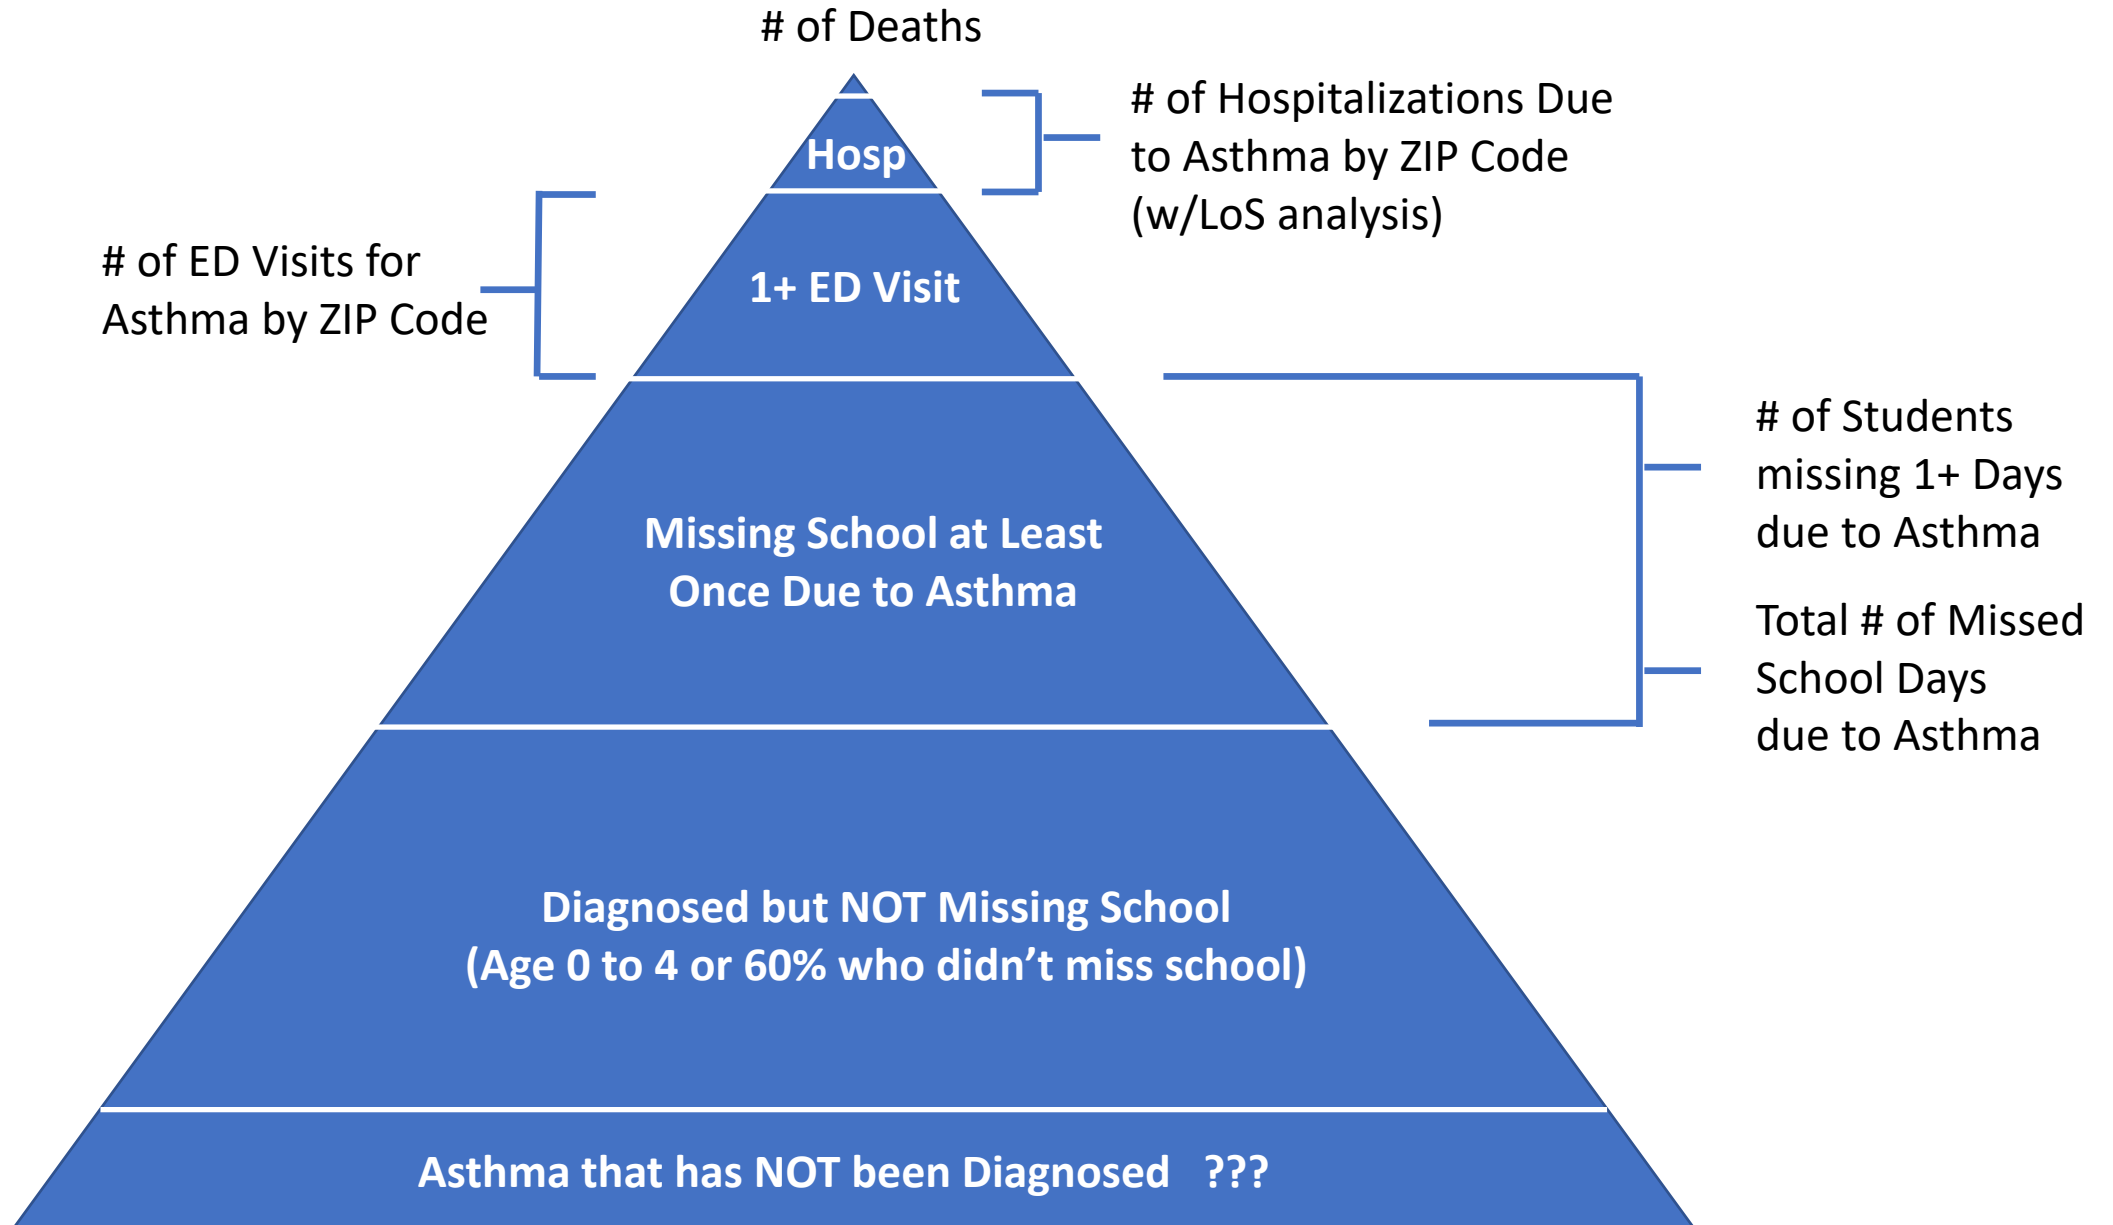 # of Deaths
# of Hospitalizations Due
to Asthma by ZIP Code
(w/LoS analysis)
Hosp
# of ED Visits for
Asthma by ZIP Code
1+ ED Visit
# of Students
missing 1+ Days
due to Asthma
Missing School at Least
Once Due to Asthma
Total # of Missed
School Days
due to Asthma
Diagnosed but NOT Missing School
(Age 0 to 4 or 60% who didn’t miss school)
Asthma that has NOT been Diagnosed ???